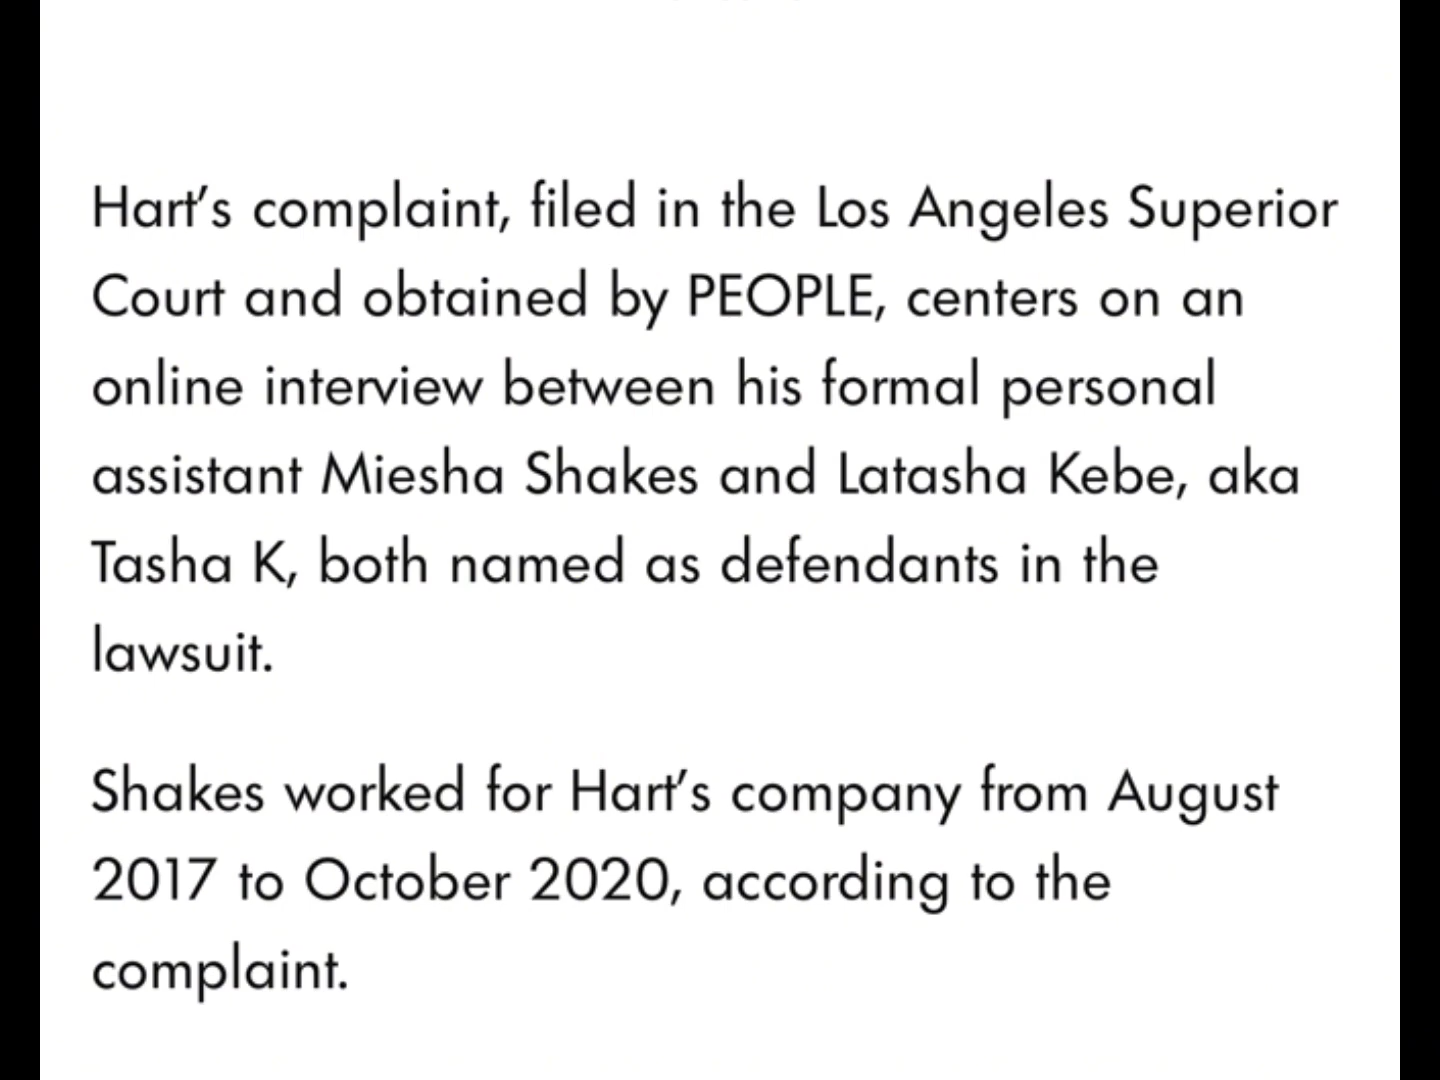 Hart's complaint, filed in the Los Angeles Superior
Court and obtained by PEOPLE, centers on an
online interview between his formal personal
assistant Miesha Shakes and Latasha Kebe, aka
Tasha K, both named as defendants in the
lawsuit.
Shakes worked for Hart's company from August
2017 to October 2020, according to the
complaint.